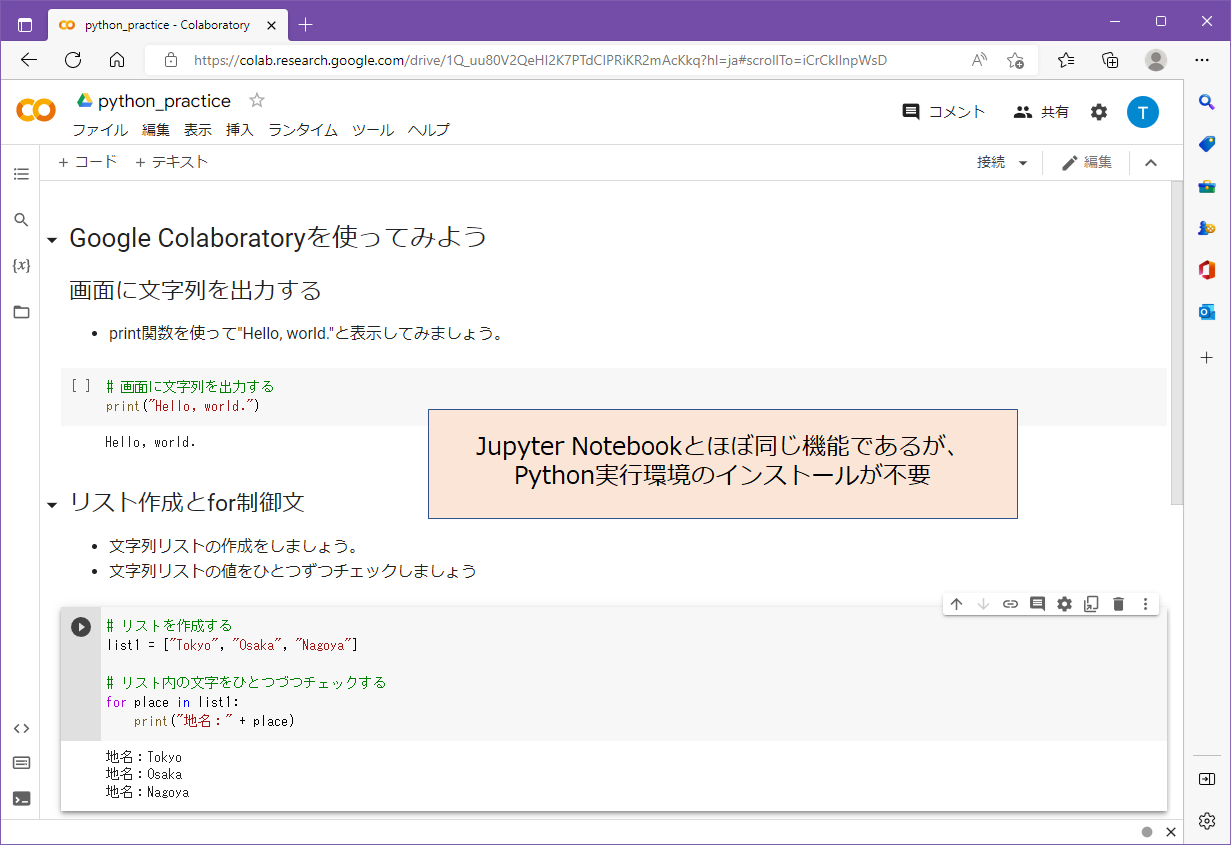 python_practice - Colaboratory
https://colab.research.google.com/drive/1Q_uu80V2QeHI2K7PTdCIPRiKR2mAcKkq?hl=ja#scrollTo=iCrCkIlnpWsD
python_practice
ファイル 編集 表示 挿入 ランタイム ツール ヘルプ
コメント 共有 T
+ コード + テキスト 接続 編集
Google Colaboratoryを使ってみよう
画面に文字列を出力する
• print関数を使って"Hello, world."と表示してみましょう。
[ ] # 画面に文字列を出力する
print("Hello, world.")
Hello, world.
Jupyter Notebookとほぼ同じ機能であるが、
Python実行環境のインストールが不要
リスト作成とfor制御文
• 文字列リストの作成をしましょう。
• 文字列リストの値をひとつずつチェックしましょう
# リストを作成する
list1 = ["Tokyo", "Osaka", "Nagoya"]
# リスト内の文字をひとつづつチェックする
for place in list1:
print("地名：" + place)
地名：Tokyo
地名：Osaka
地名：Nagoya